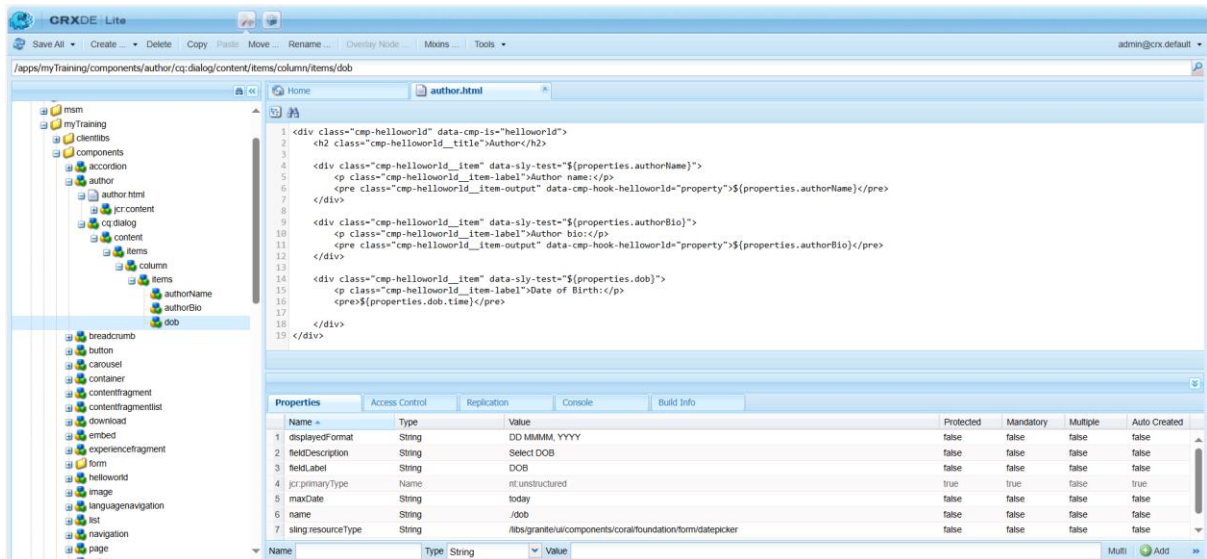 CRXDE Lite
Save All Create ... Delete Copy Paste Move ... Rename ... Overlay Node ... Mixins ... Tools admin@crx.default
/apps/myTraining/components/author/cq:dialog/content/items/column/items/dob
Home author.html
msm
myTraining
clientlibs
components
accordion
author
author.html
jcr:content
cq:dialog
content
items
column
items
authorName
authorBio
dob
breadcrumb
button
carousel
container
contentfragment
contentfragmentlist
download
embed
experiencefragment
form
helloworld
image
languagenavigation
list
navigation
page
1 <div class="cmp-helloworld" data-cmp-is="helloworld">
2 <h2 class="cmp-helloworld__title">Author</h2>
3
4 <div class="cmp-helloworld__item" data-sly-test="${properties.authorName}">
5 <p class="cmp-helloworld__item-label">Author name:</p>
6 <pre class="cmp-helloworld__item-output" data-cmp-hook-helloworld="property">${properties.authorName}</pre>
7 </div>
8
9 <div class="cmp-helloworld__item" data-sly-test="${properties.authorBio}">
10 <p class="cmp-helloworld__item-label">Author bio:</p>
11 <pre class="cmp-helloworld__item-output" data-cmp-hook-helloworld="property">${properties.authorBio}</pre>
12 </div>
13
14 <div class="cmp-helloworld__item" data-sly-test="${properties.dob}">
15 <p class="cmp-helloworld__item-label">Date of Birth:</p>
16 <pre>${properties.dob.time}</pre>
17
18 </div>
19 </div>
Properties Access Control Replication Console Build Info
Name Type Value Protected Mandatory Multiple Auto Created
1 displayedFormat String DD MMMM, YYYY false false false false
2 fieldDescription String Select DOB false false false false
3 fieldLabel String DOB false false false false
4 jcr:primaryType Name nt:unstructured true true false true
5 maxDate String today false false false false
6 name String ./dob false false false false
7 sling:resourceType String /libs/granite/ui/components/coral/foundation/form/datepicker false false false false
Name Type String Value Multi Add